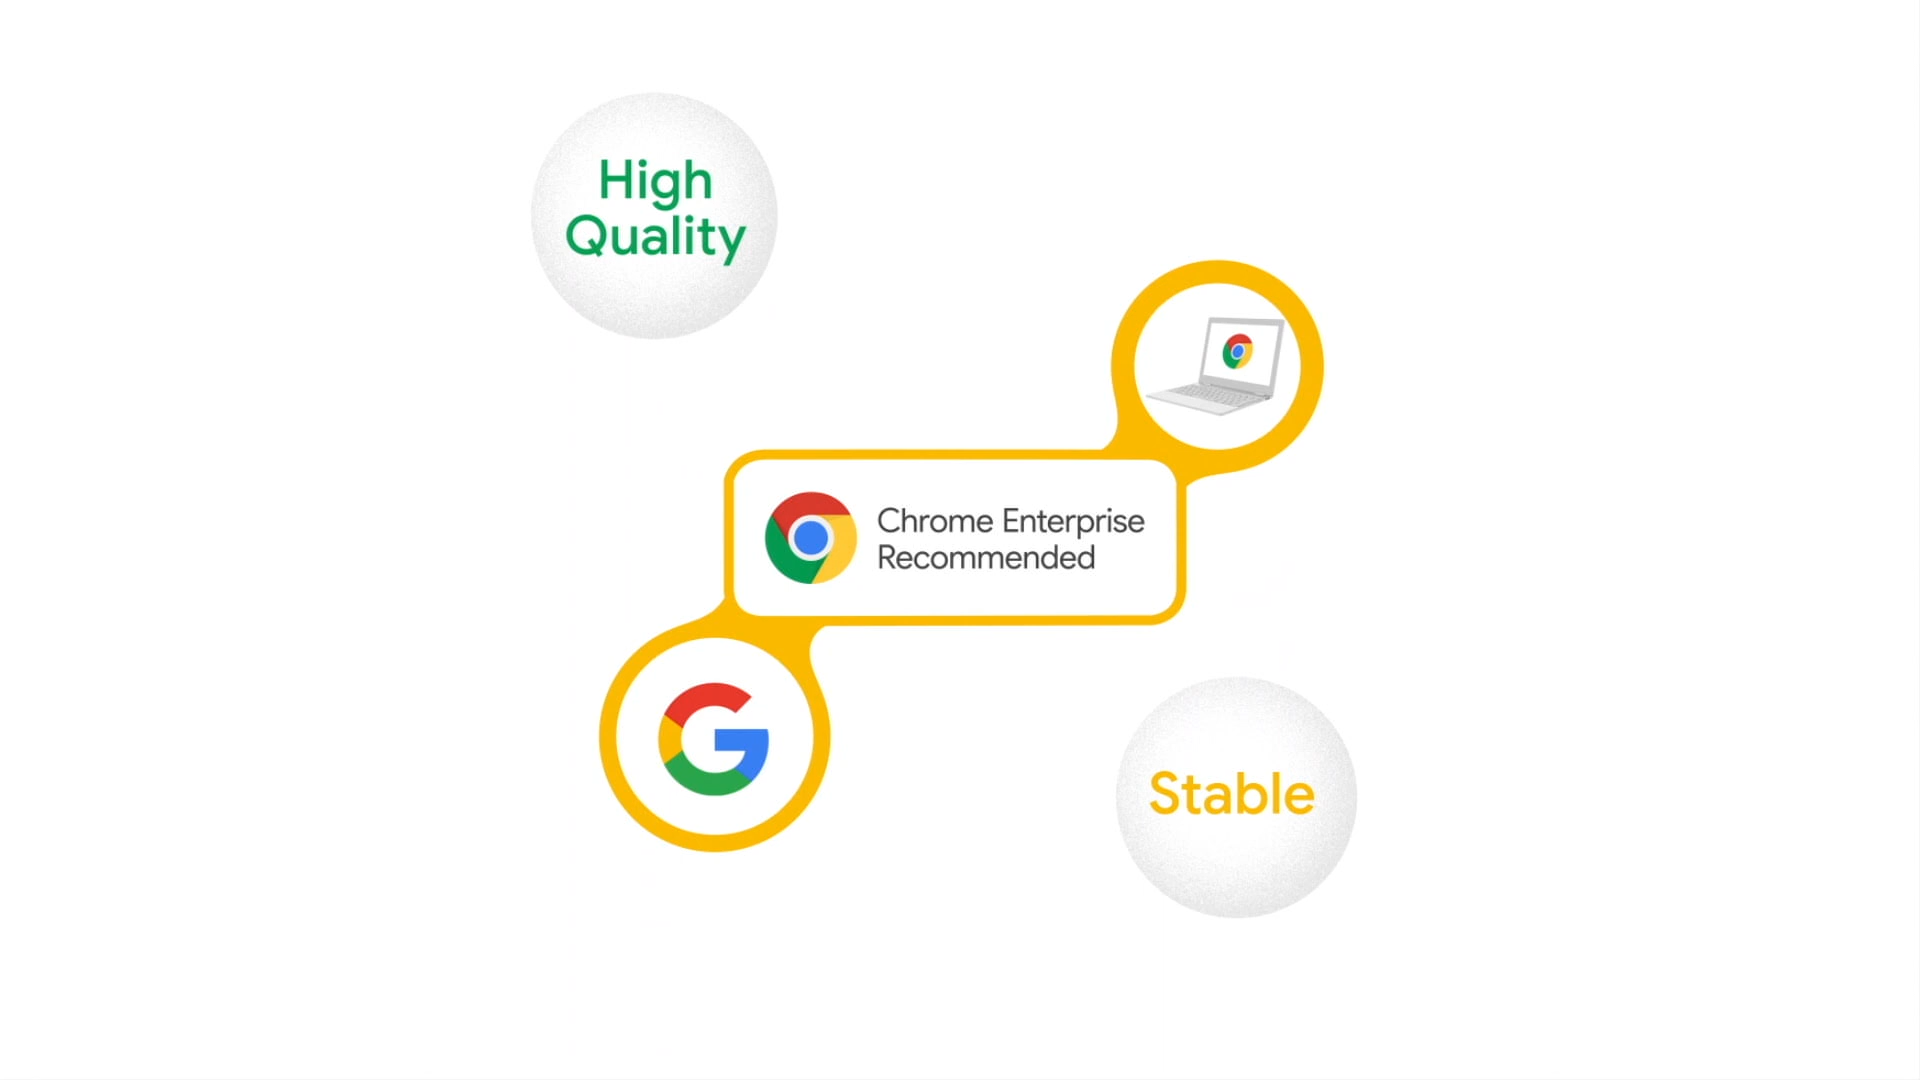 High
Quality
Chrome Enterprise
Recommended
Stable